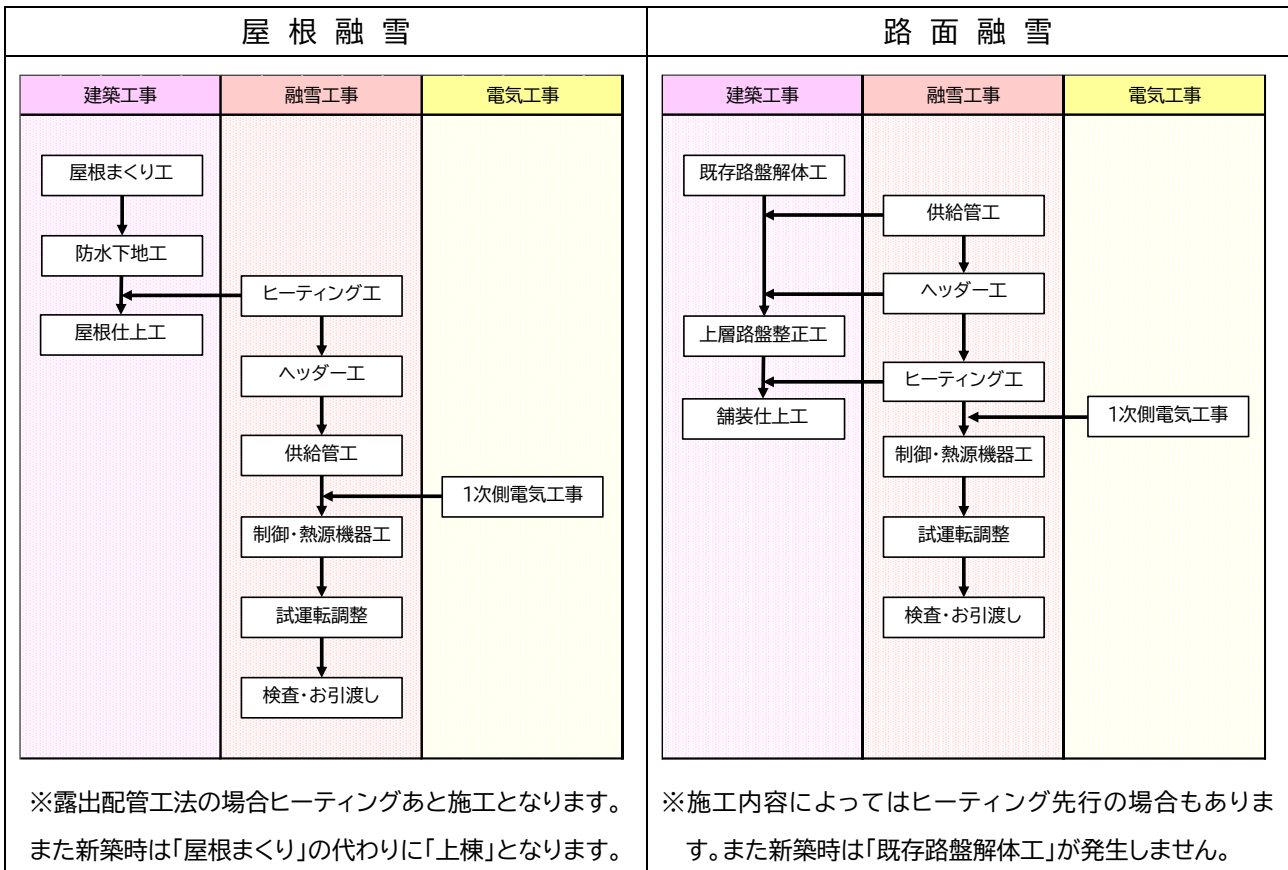 屋 根 融 雪
建築工事
融雪工事
電気工事
屋根まくり工
防水下地工
ヒーティング工
屋根仕上工
ヘッダー工
供給管工
1次側電気工事
制御・熱源機器工
試運転調整
検査・お引渡し
※露出配管工法の場合ヒーティングあと施工となります。
また新築時は「屋根まくり」の代わりに「上棟」となります。
路 面 融 雪
建築工事
融雪工事
電気工事
既存路盤解体工
供給管工
ヘッダー工
上層路盤整正工
ヒーティング工
舗装仕上工
1次側電気工事
制御・熱源機器工
試運転調整
検査・お引渡し
※施工内容によってはヒーティング先行の場合もありま
す。また新築時は「既存路盤解体工」が発生しません。